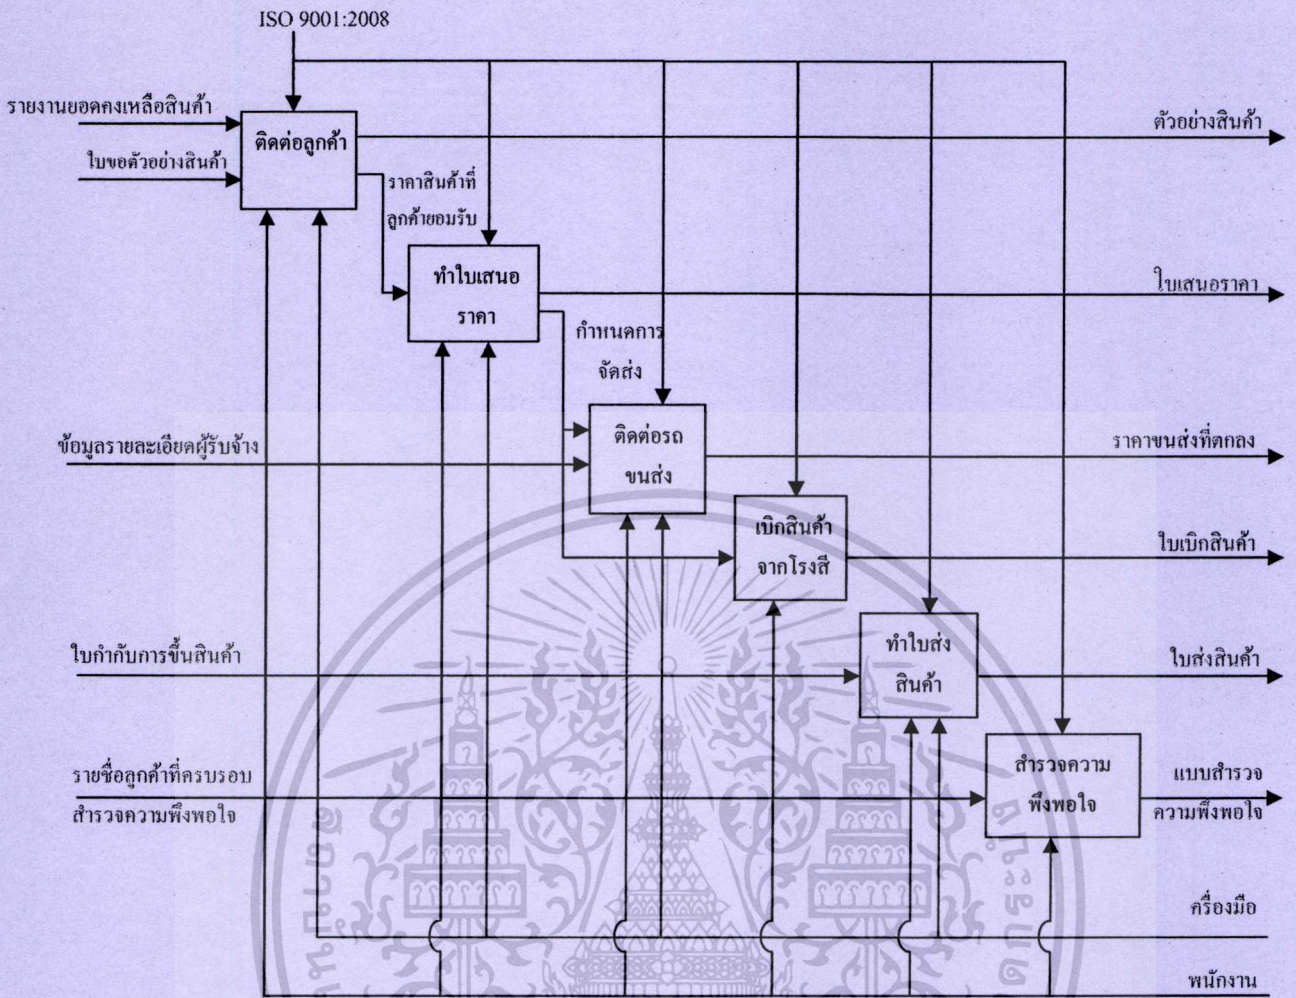 ISO 9001:2008
รายงานยอดคงเหลือสินค้า
ติดต่อลูกค้า
ตัวอย่างสินค้า
ใบขอตัวอย่างสินค้า
ราคาสินค้าที่
ลูกค้ายอมรับ
ทำใบเสนอ
ราคา
ใบเสนอราคา
กำหนดการ
จัดส่ง
ข้อมูลรายละเอียดผู้รับจ้าง
ติดต่อรถ
ขนส่ง
ราคาขนส่งที่ตกลง
เบิกสินค้า
จากโรงสี
ใบเบิกสินค้า
ใบกำกับการขึ้นสินค้า
ทำใบส่ง
สินค้า
ใบส่งสินค้า
รายชื่อลูกค้าที่ครบรอบ
สำรวจความพึงพอใจ
สำรวจความ
พึงพอใจ
แบบสำรวจ
ความพึงพอใจ
ครื่องมือ
พนักงาน